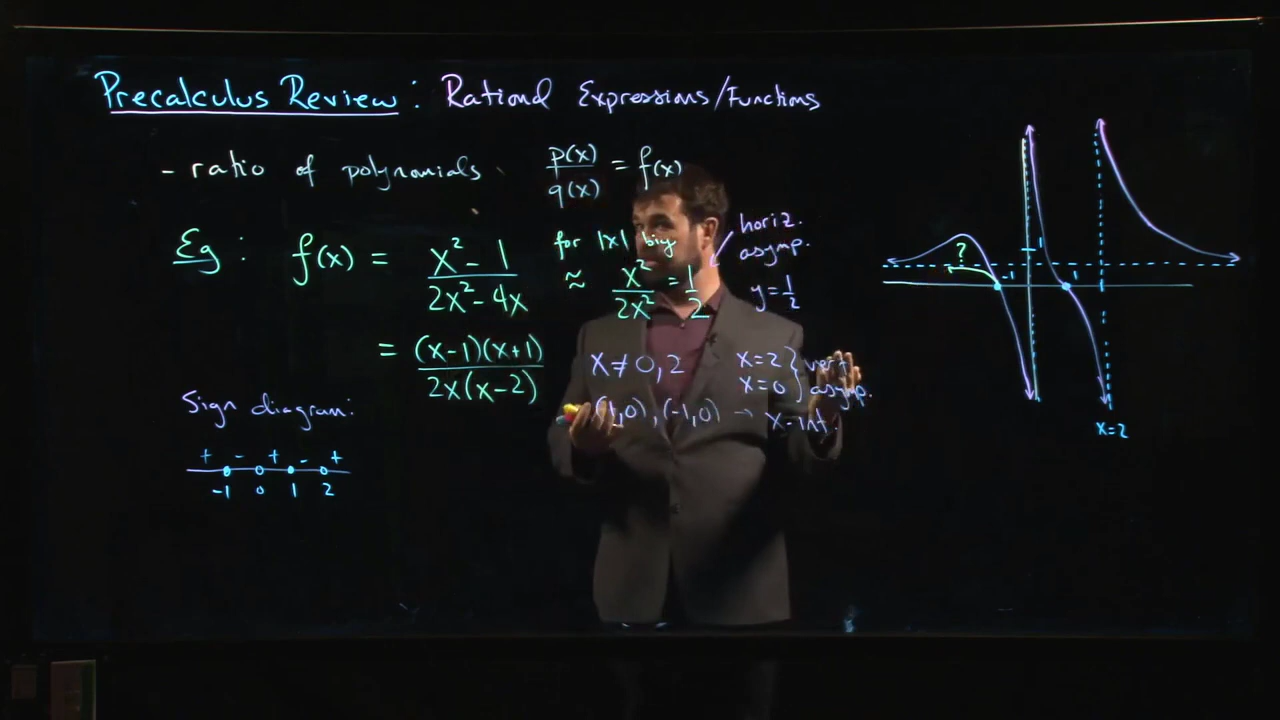 Precalculus Review: Rational Expressions/Functions
- ratio of polynomials p(x)/q(x) = f(x)
Eg: f(x) = (x² - 1)/(2x² - 4x) for |x| big ≈ x²/2x² = 1/2
horiz. asymp. y = 1/2
= (x-1)(x+1)/2x(x-2)
x ≠ 0, 2
x=2 } vert
x=0 } asymp.
(1,0), (-1,0) → x-int.
Sign diagram:
+ - + - +
-1 0 1 2
?
-1
1
1
x=2